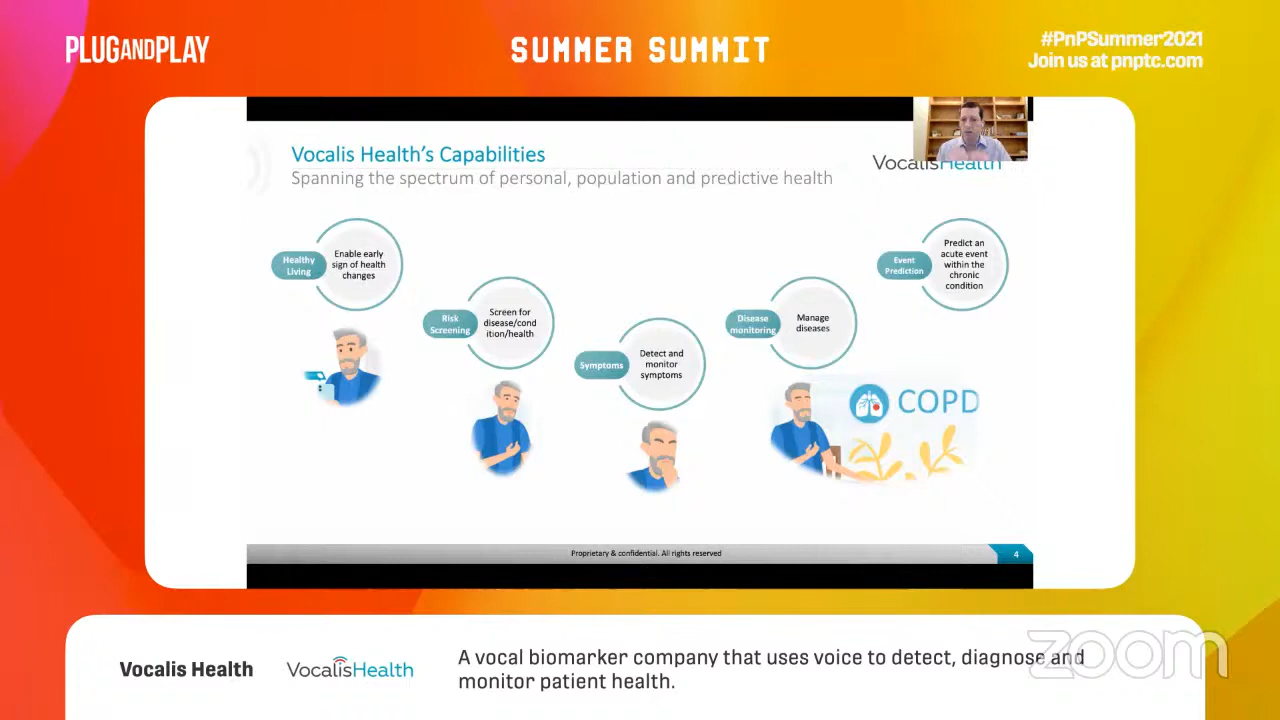 PLUGANDPLAY
SUMMER SUMMIT
#PnPSummer2021
Join us at pnptc.com
Vocalis Health's Capabilities
Spanning the spectrum of personal, population and predictive health
VocalisHealth
Healthy
Living
Enable early
sign of health
changes
Risk
Screening
Screen for
disease/cond
ition/health
Symptoms
Detect and
monitor
symptoms
Disease
monitoring
Manage
diseases
Event
Prediction
Predict an
acute event
within the
chronic
condition
COPD
Proprietary & confidential. All rights reserved
4
Vocalis Health
VocalisHealth
A vocal biomarker company that uses voice to detect, diagnose and
monitor patient health.
zoom